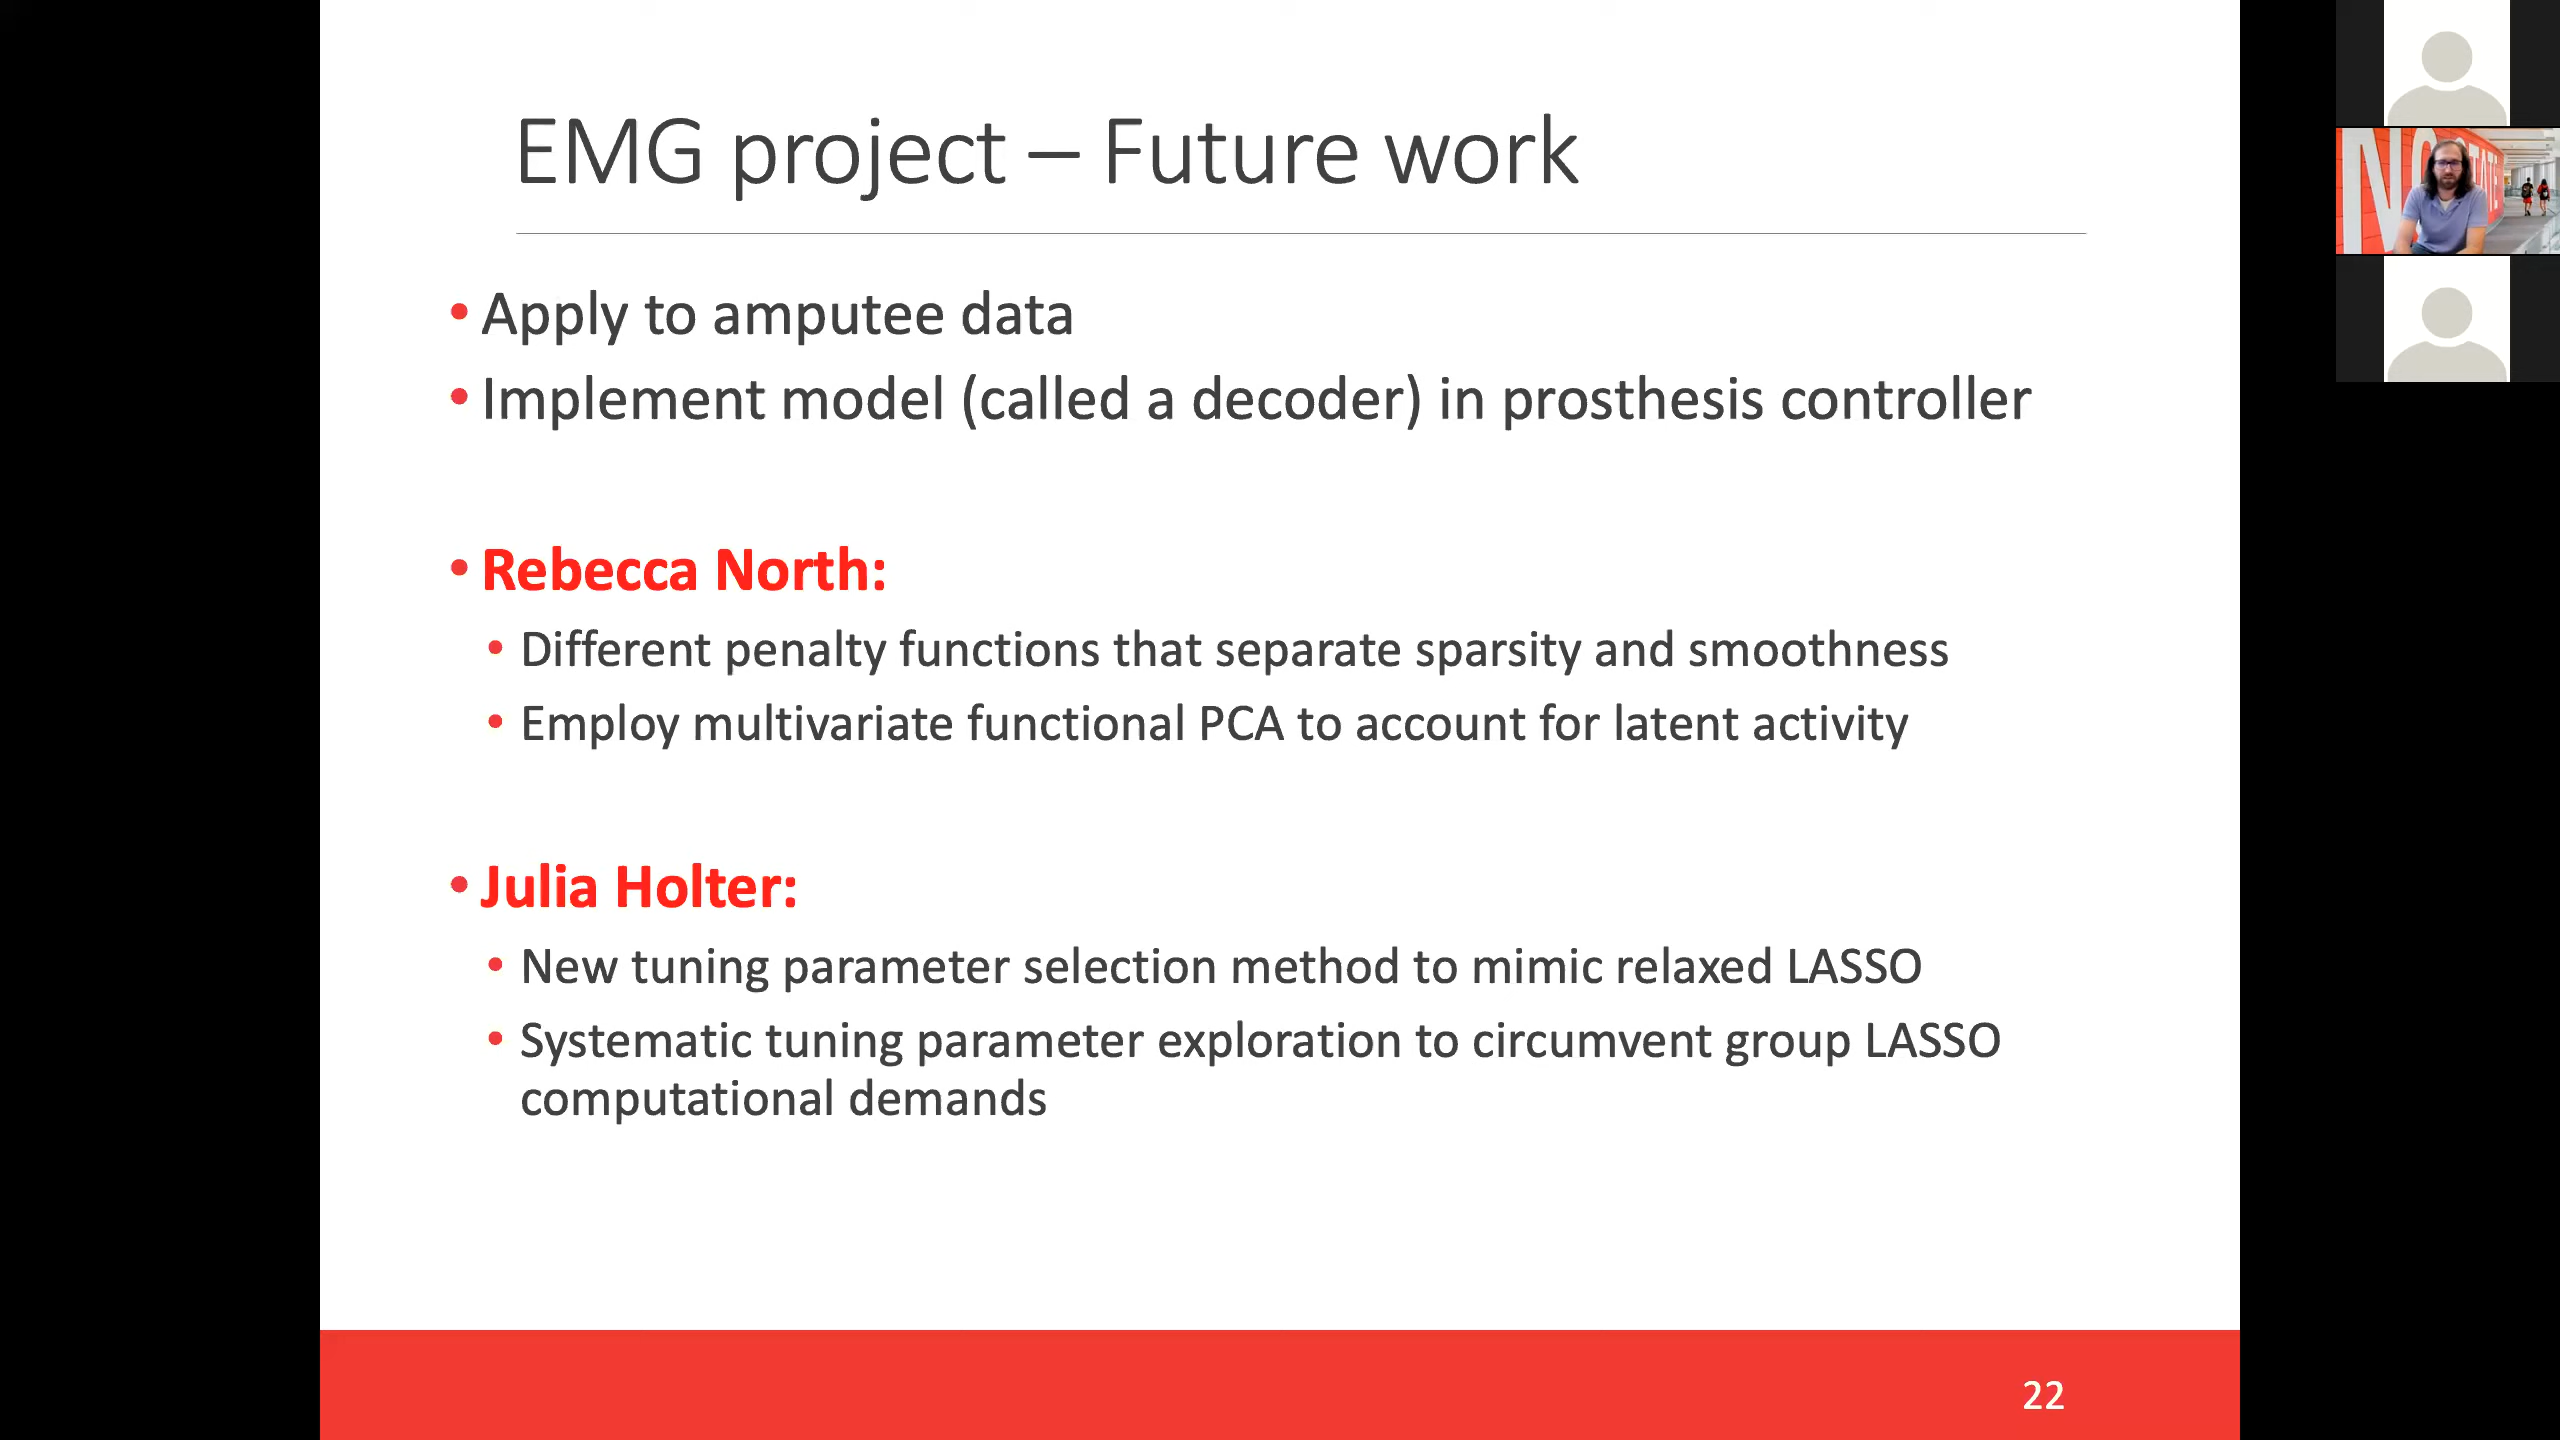 EMG project – Future work
• Apply to amputee data
• Implement model (called a decoder) in prosthesis controller
• Rebecca North:
• Different penalty functions that separate sparsity and smoothness
• Employ multivariate functional PCA to account for latent activity
• Julia Holter:
• New tuning parameter selection method to mimic relaxed LASSO
• Systematic tuning parameter exploration to circumvent group LASSO
computational demands
22